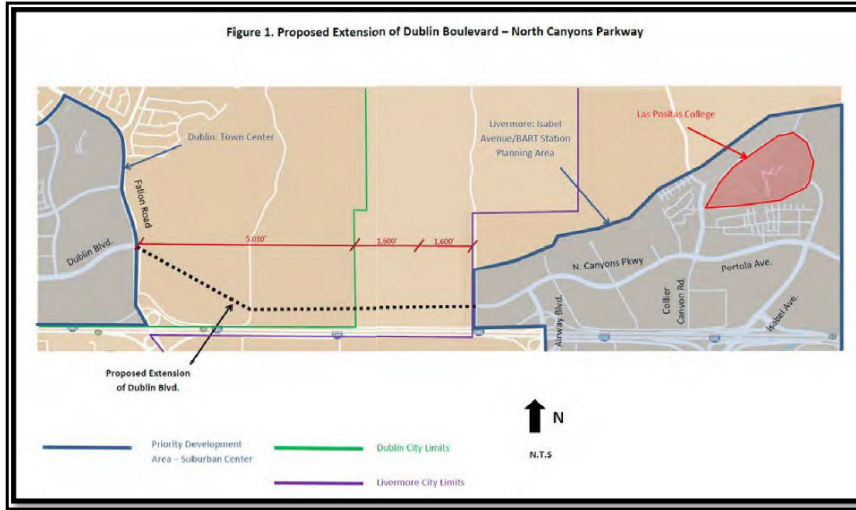 Figure 1. Proposed Extension of Dublin Boulevard – North Canyons Parkway
Las Positas College
Livermore: Isabel
Avenue/BART Station
Planning Area
Dublin: Town Center
Fallon Road
Dublin Blvd.
5,010'
1,600'
1,600'
N. Canyons Pkwy
Portola Ave.
Airway Blvd.
Collier
Canyon Rd.
Isabel Ave.
Proposed Extension
of Dublin Blvd.
N
N.T.S
Priority Development
Area – Suburban Center
Dublin City Limits
Livermore City Limits